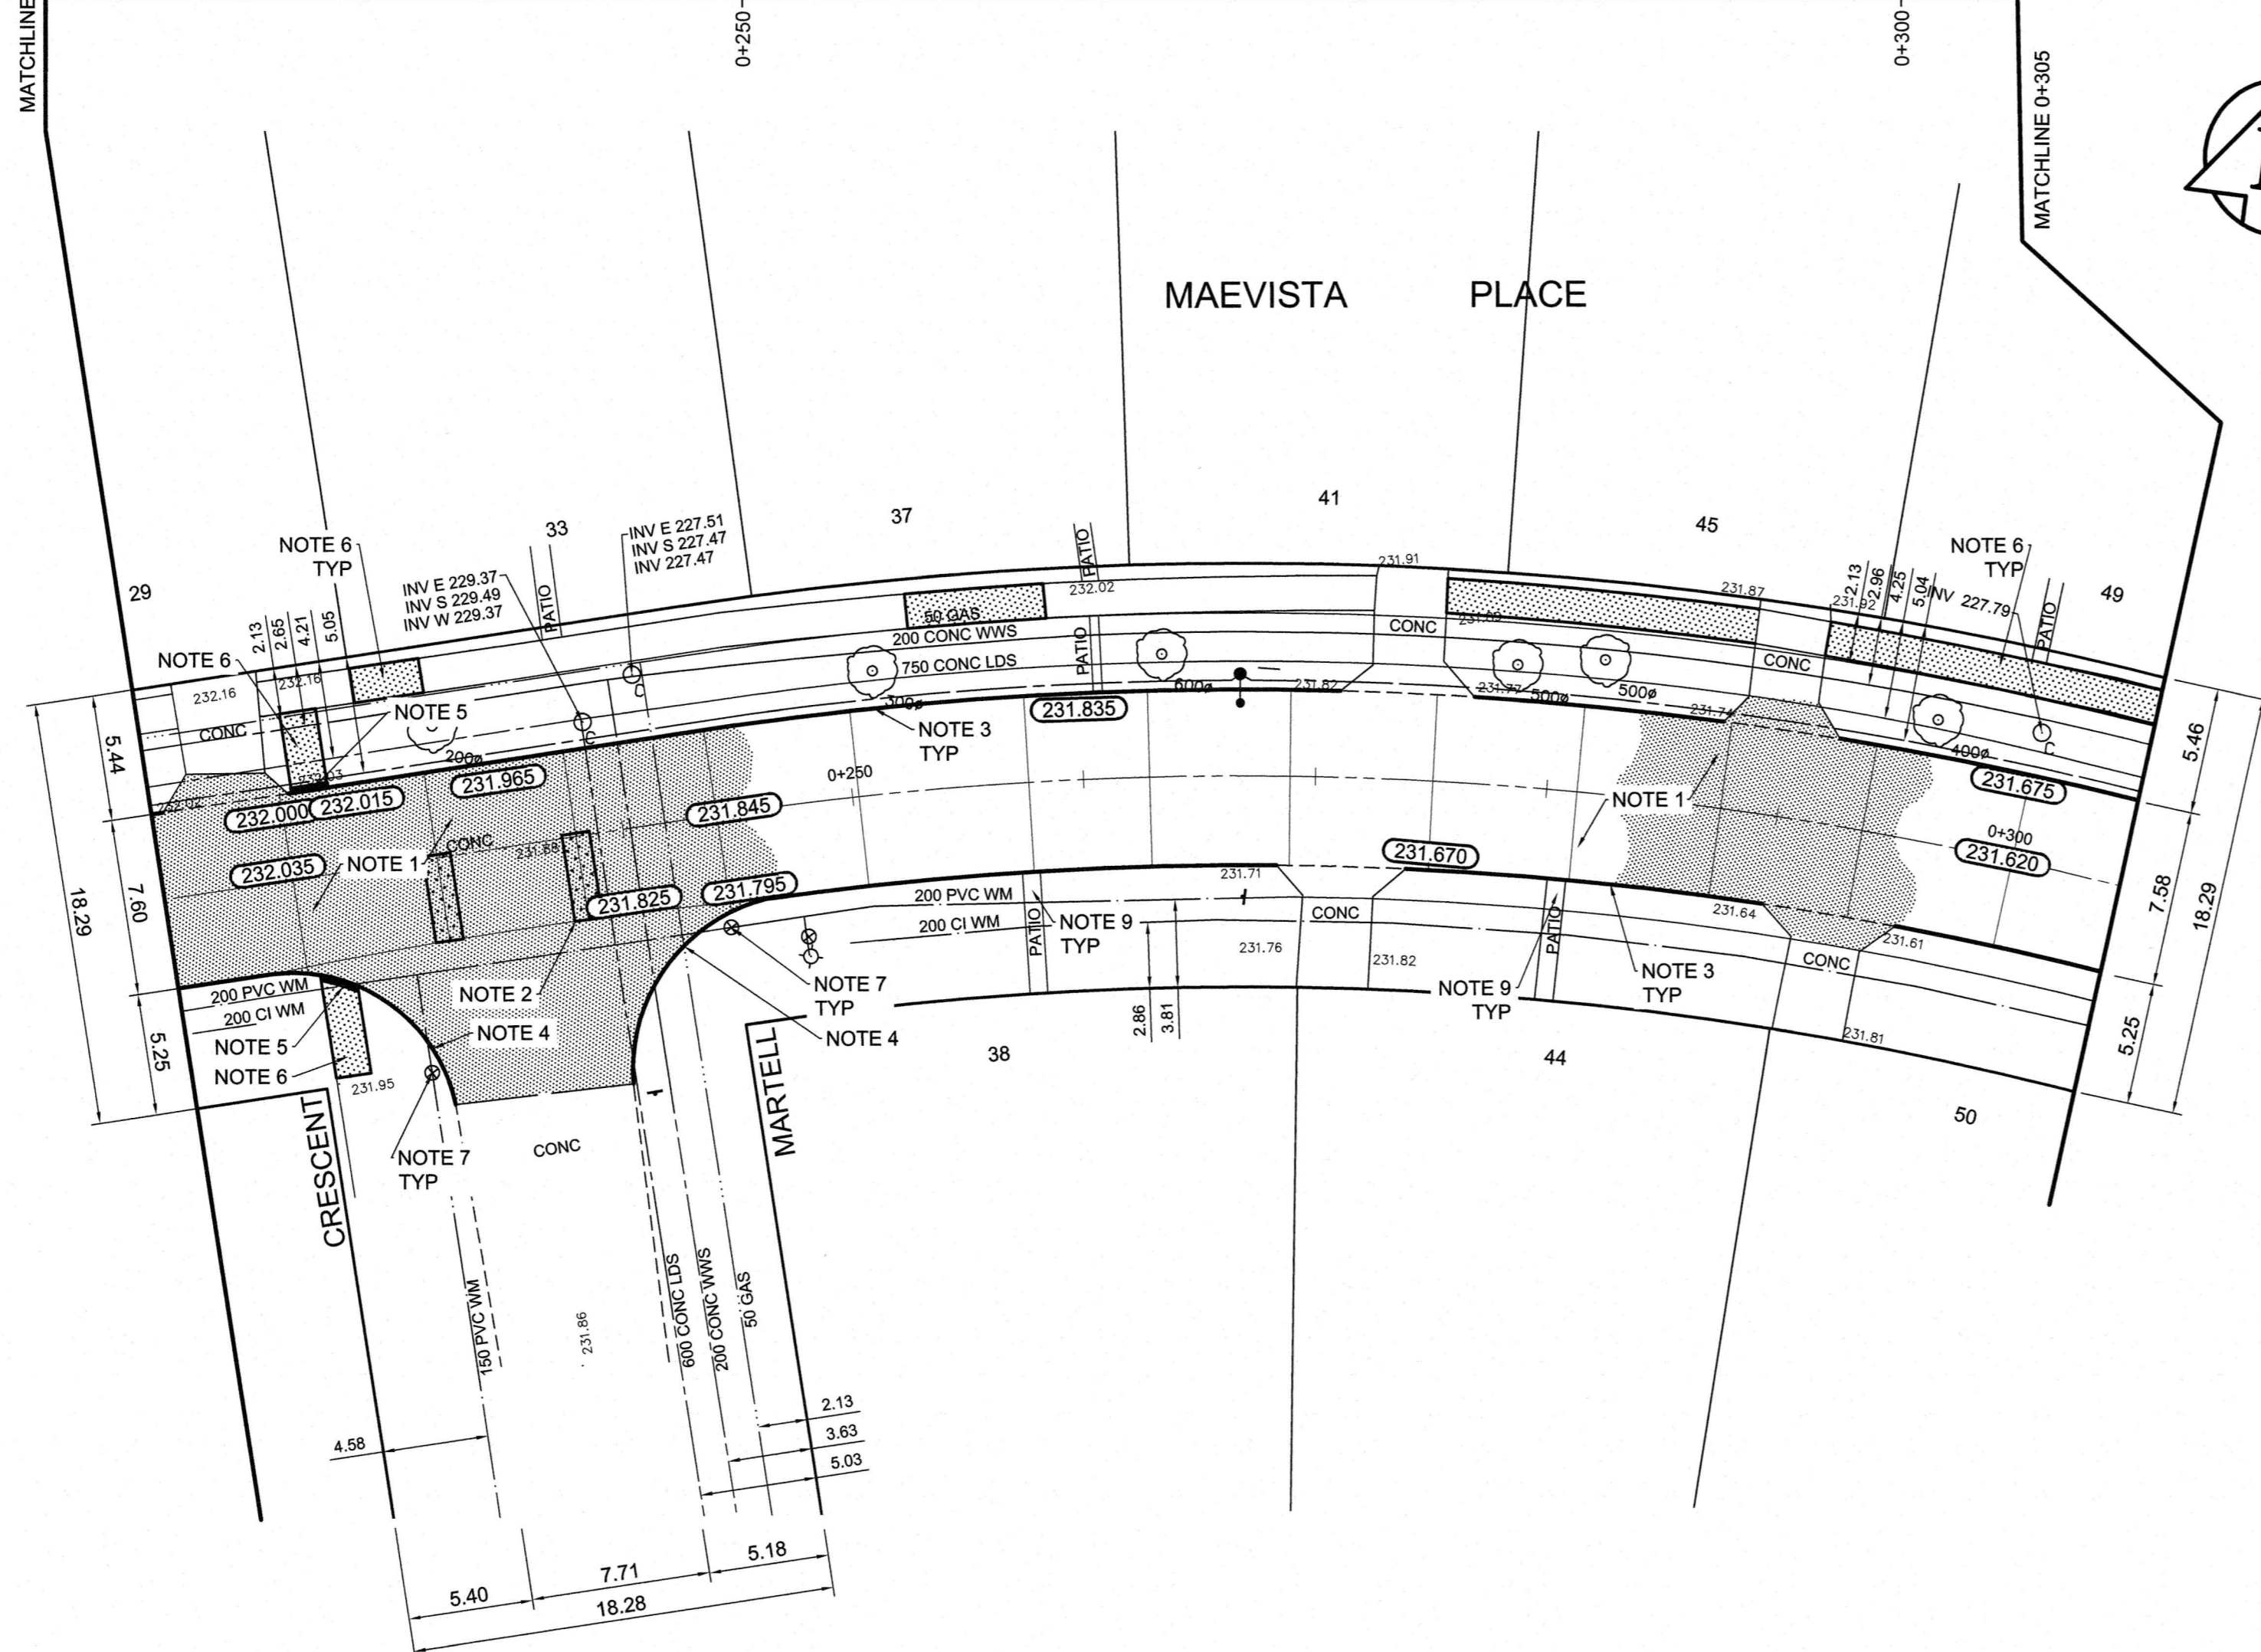 MATCHLINE
0+250
0+300
MATCHLINE 0+305
MAEVISTA PLACE
29
33
37
41
45
49
NOTE 6
TYP
INV E 229.37
INV S 229.49
INV W 229.37
INV E 227.51
INV S 227.47
INV 227.47
PATIO
PATIO
232.02
231.91
231.87
231.92
2.13
2.96
4.25
5.04
INV 227.79
NOTE 6
TYP
PATIO
2.13
2.65
4.21
5.05
NOTE 6
232.16
232.16
CONC
NOTE 5
50 GAS
200 CONC WWS
750 CONC LDS
PATIO
CONC
CONC
C
C
C
200ø
300ø
600ø
500ø
500ø
400ø
231.82
231.77
231.74
NOTE 3
TYP
232.02
232.000
232.015
231.965
231.845
231.835
231.675
232.035
NOTE 1
CONC
231.88
231.825
231.795
0+250
231.670
NOTE 1
0+300
231.620
5.44
7.60
5.25
18.29
5.46
7.58
5.25
18.29
200 PVC WM
200 CI WM
NOTE 5
NOTE 6
231.95
NOTE 2
NOTE 4
NOTE 7
TYP
200 PVC WM
200 CI WM
PATIO
NOTE 9
TYP
231.71
CONC
231.76
231.82
PATIO
NOTE 9
TYP
NOTE 3
TYP
231.64
231.61
CONC
231.81
NOTE 7
TYP
NOTE 4
2.86
3.81
38
44
50
CRESCENT
MARTELL
CONC
150 PVC WM
231.86
600 CONC LDS
200 CONC WWS
50 GAS
4.58
2.13
3.63
5.03
5.40
7.71
5.18
18.28